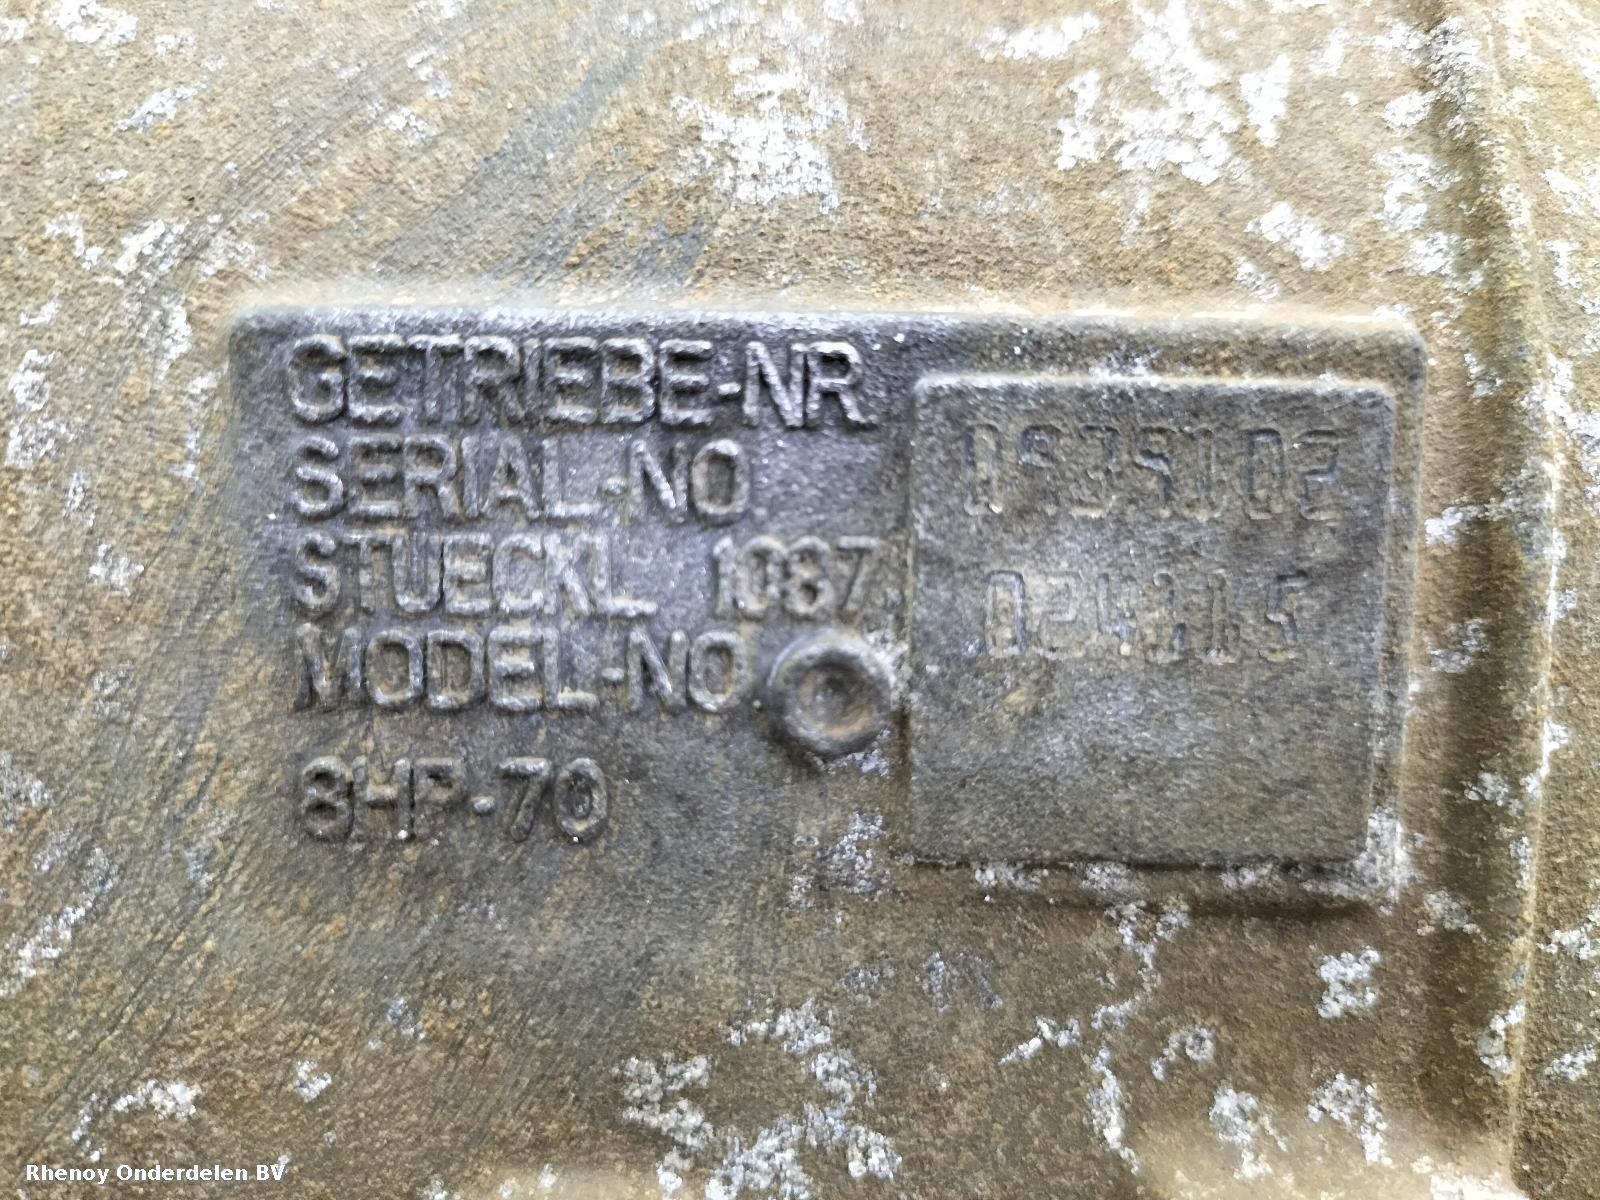 GETRIEBE-NR.
SERIAL-NO
STUECKL. 1087
MODEL-NO
8HP-70
Rhenoy Onderdelen BV